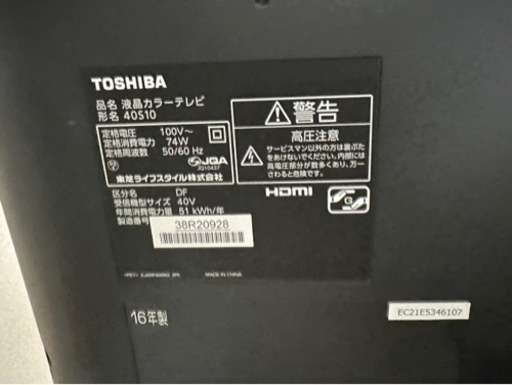 TOSHIBA
品名 液晶カラーテレビ
形名 40S10
定格電圧 100V～
定格消費電力 74W
定格周波数 50/60 Hz
JQA
東芝ライフスタイル株式会社
区分名 DF
受信機型サイズ 40V
年間消費電力量 51 kWh/年
製造番号
38R20928
MADE IN CHINA
警告
高圧注意
サービスマン以外の方は裏ぶた
をあけないでください。内部には
高電圧部分が数多くあり、万一
さわると危険です。
HDMI
16年製
EC21E5346107